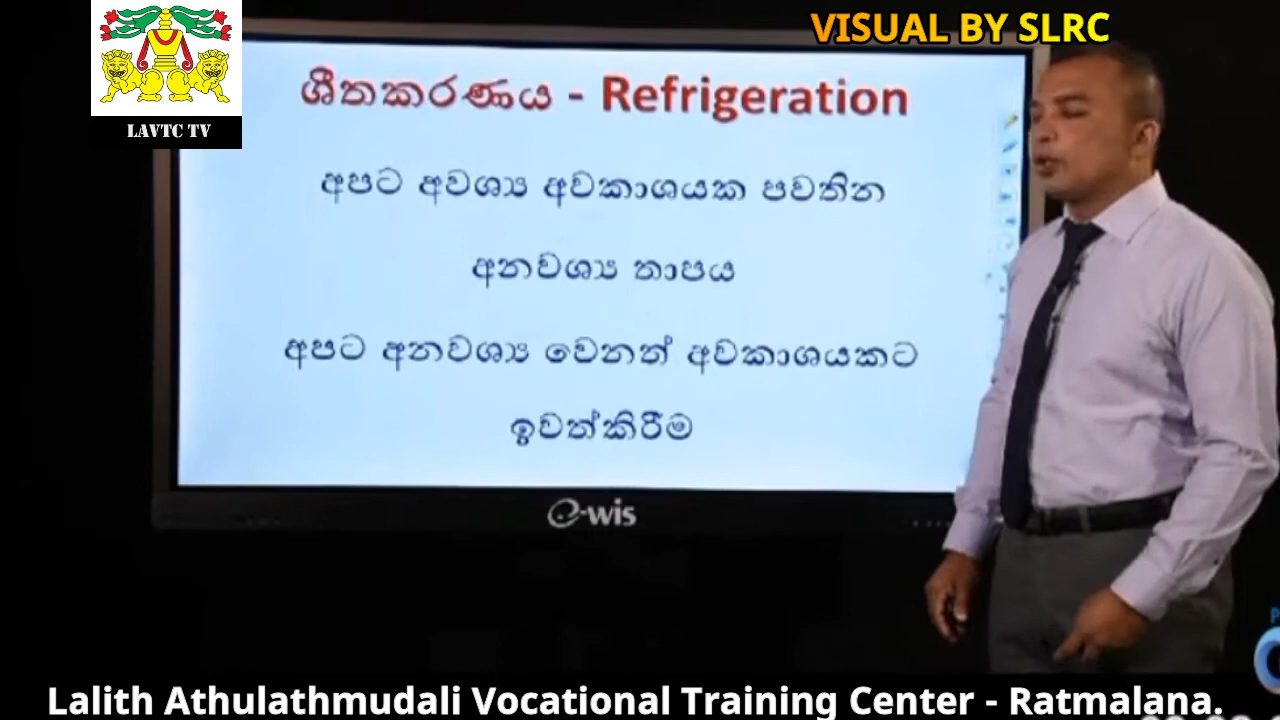 VISUAL BY SLRC
LAVTC TV
ශීතකරණය - Refrigeration
අපට අවශ්‍ය අවකාශයක පවතින
අනවශ්‍ය තාපය
අපට අනවශ්‍ය වෙනත් අවකාශයකට
ඉවත්කිරීම
e-wis
Lalith Athulathmudali Vocational Training Center - Ratmalana.